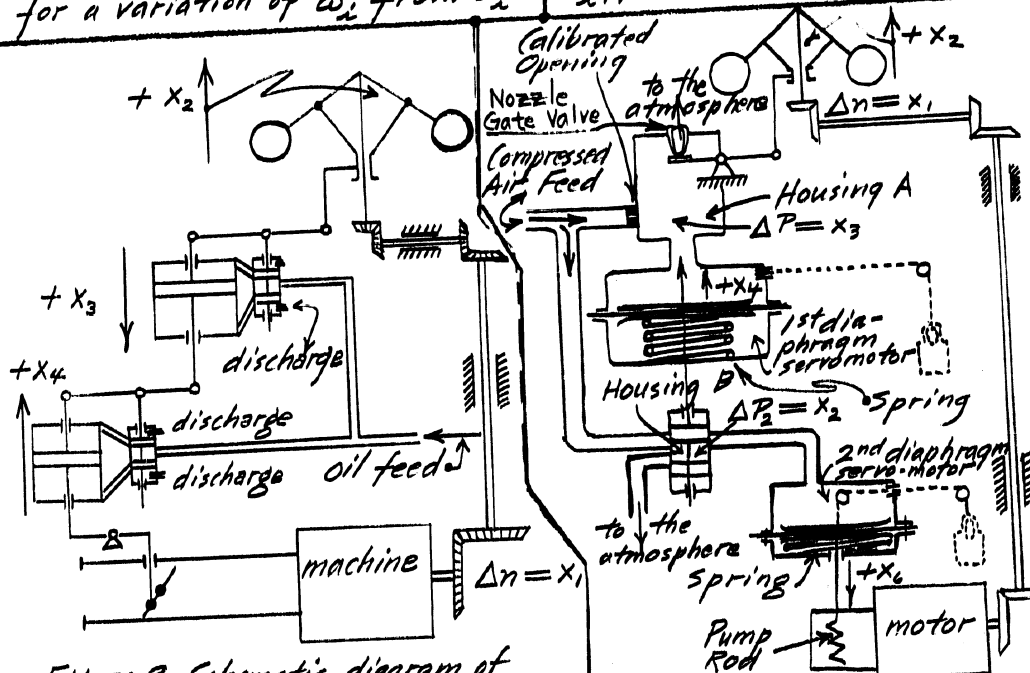 for a variation of ω_i from
+ x₂
+ x₃
discharge
+x₄
discharge
discharge
oil feed
machine
Δn = x₁
Calibrated
Opening
Nozzle
Gate Valve
to the
atmosphere
+ x₂
Δn = x₁
Compressed
Air Feed
Housing A
ΔP = x₃
+x₄
1st dia-
phragm
servomotor
Housing B
Spring
ΔP₂ = x₂
2nd diaphragm
servo-motor
to the
atmosphere
Spring
+x₆
Pump
Rod
motor
Schematic diagram of